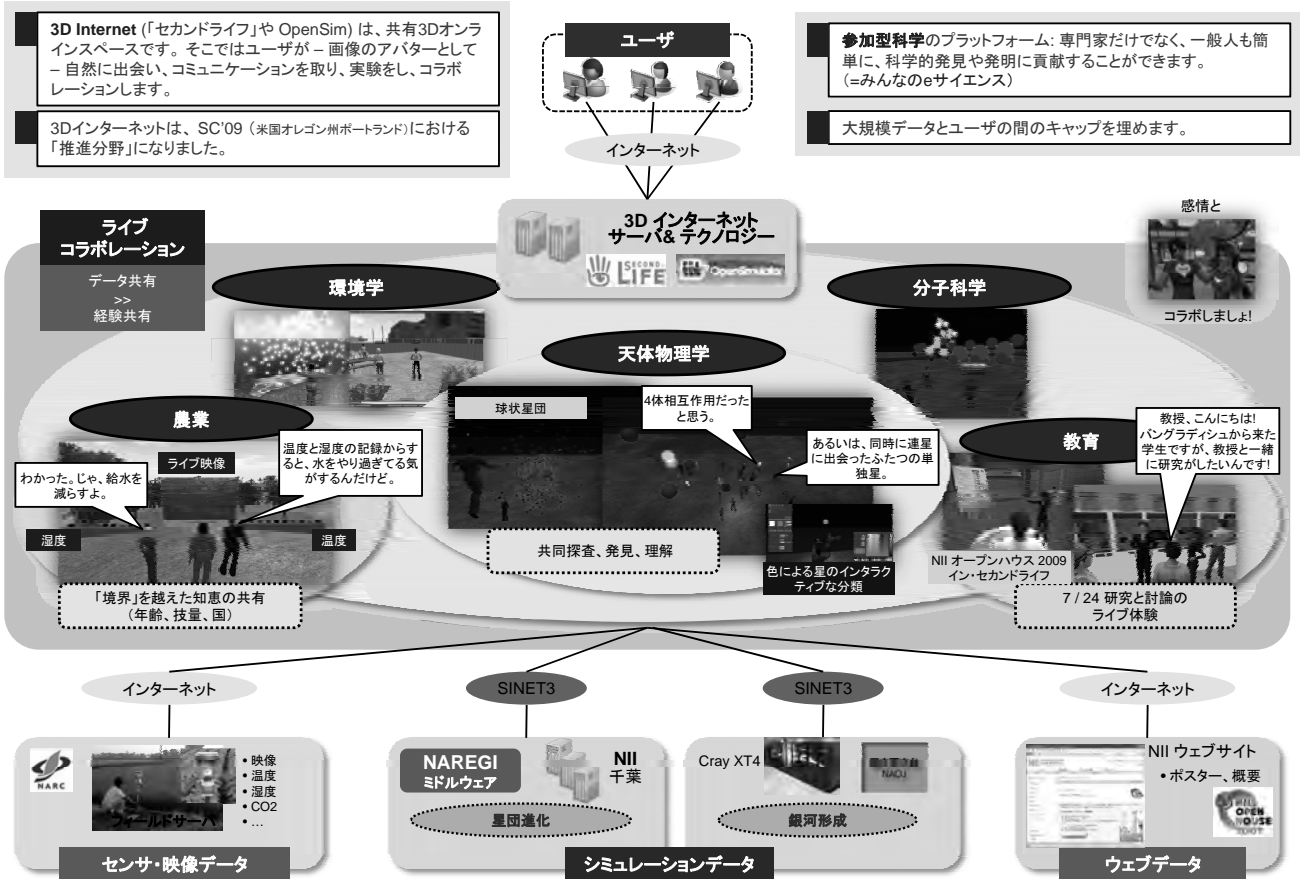 3D Internet (「セカンドライフ」や OpenSim) は、共有3Dオンラ
インスペースです。そこではユーザが – 画像のアバターとして
– 自然に出会い、コミュニケーションを取り、実験をし、コラボ
レーションします。
3Dインターネットは、 SC'09 (米国オレゴン州ポートランド)における
「推進分野」になりました。
ユーザ
インターネット
参加型科学のプラットフォーム: 専門家だけでなく、一般人も簡
単に、科学的発見や発明に貢献することができます。
(=みんなのeサイエンス)
大規模データとユーザの間のキャップを埋めます。
3D インターネット
サーバ& テクノロジー
SECOND
LIFE
OpenSimulator
ライブ
コラボレーション
データ共有
>>
経験共有
感情と
コラボしましょ!
環境学
分子科学
天体物理学
球状星団
4体相互作用だった
と思う。
あるいは、同時に連星
に出会ったふたつの単
独星。
共同探査、発見、理解
色による星のインタラク
ティブな分類
農業
ライブ映像
わかった。じゃ、給水を
減らすよ。
温度と湿度の記録からす
ると、水をやり過ぎてる気
がするんだけど。
湿度
温度
「境界」を越えた知恵の共有
(年齢、技量、国)
教育
教授、こんにちは!
バングラディシュから来た
学生ですが、教授と一緒
に研究がしたいんです!
NII オープンハウス 2009
イン・セカンドライフ
7 / 24 研究と討論の
ライブ体験
インターネット
SINET3
SINET3
インターネット
NARC
フィールドサーバ
• 映像
• 温度
• 湿度
• CO2
• …
センサ・映像データ
NAREGI
ミドルウェア
NII
千葉
星団進化
Cray XT4
国立天文台
NAOJ
銀河形成
シミュレーションデータ
NII ウェブサイト
• ポスター、概要
NII
OPEN
HOUSE
ウェブデータ